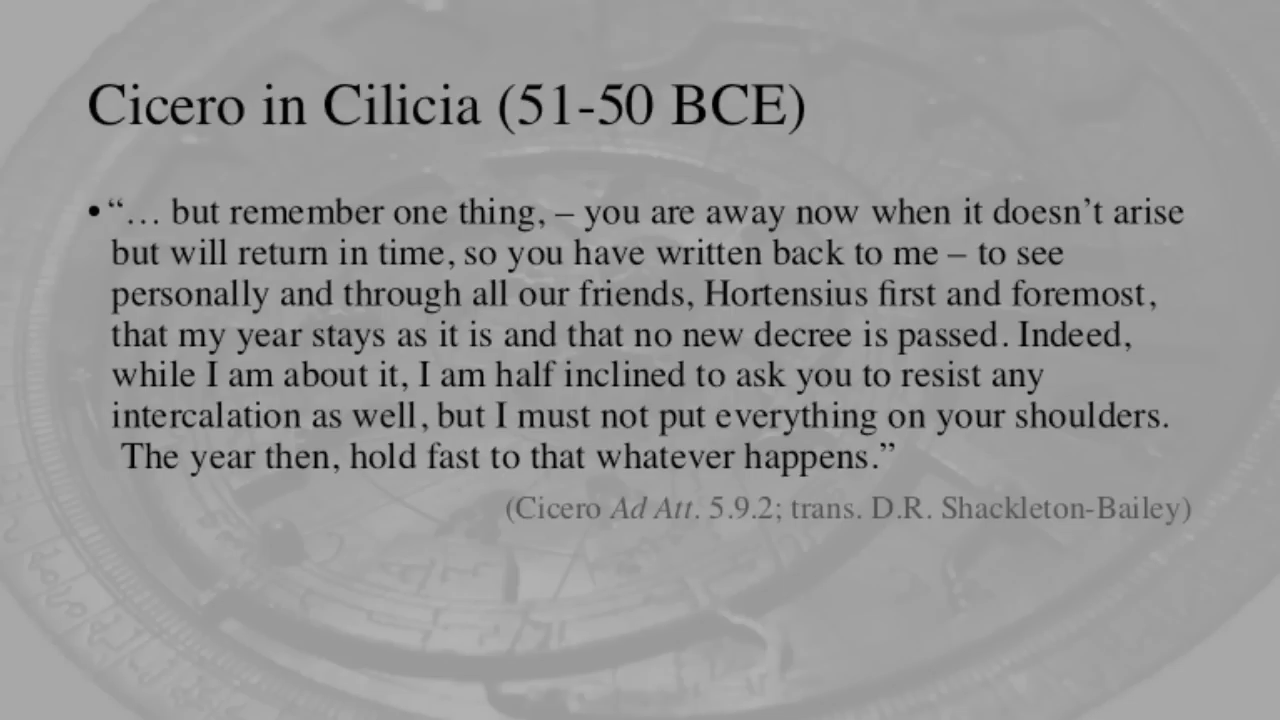 Cicero in Cilicia (51-50 BCE)
• “… but remember one thing, – you are away now when it doesn’t arise
but will return in time, so you have written back to me – to see
personally and through all our friends, Hortensius first and foremost,
that my year stays as it is and that no new decree is passed. Indeed,
while I am about it, I am half inclined to ask you to resist any
intercalation as well, but I must not put everything on your shoulders.
The year then, hold fast to that whatever happens.”
(Cicero Ad Att. 5.9.2; trans. D.R. Shackleton-Bailey)